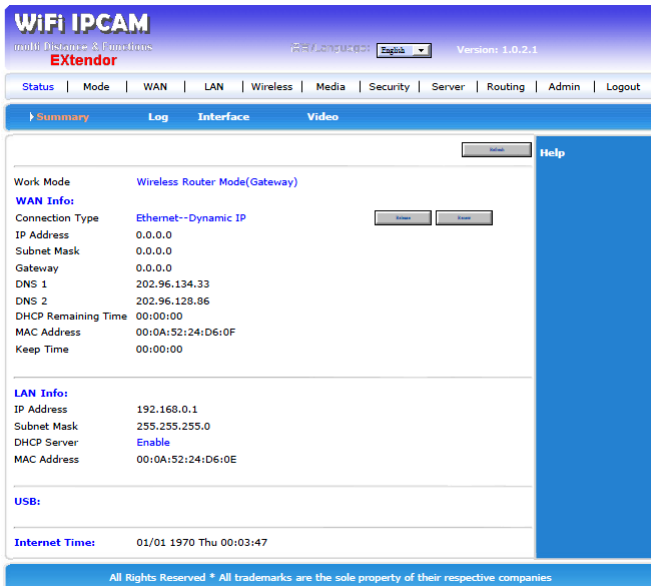 WiFi IPCAM
multi Distance & Functions
EXtendor
English
Version: 1.0.2.1
Status | Mode | WAN | LAN | Wireless | Media | Security | Server | Routing | Admin | Logout
Summary Log Interface Video
Refresh
Help
Work Mode Wireless Router Mode(Gateway)
WAN Info:
Connection Type Ethernet--Dynamic IP
IP Address 0.0.0.0
Subnet Mask 0.0.0.0
Gateway 0.0.0.0
DNS 1 202.96.134.33
DNS 2 202.96.128.86
DHCP Remaining Time 00:00:00
MAC Address 00:0A:52:24:D6:0F
Keep Time 00:00:00
LAN Info:
IP Address 192.168.0.1
Subnet Mask 255.255.255.0
DHCP Server Enable
MAC Address 00:0A:52:24:D6:0E
USB:
Internet Time: 01/01 1970 Thu 00:03:47
All Rights Reserved * All trademarks are the sole property of their respective companies